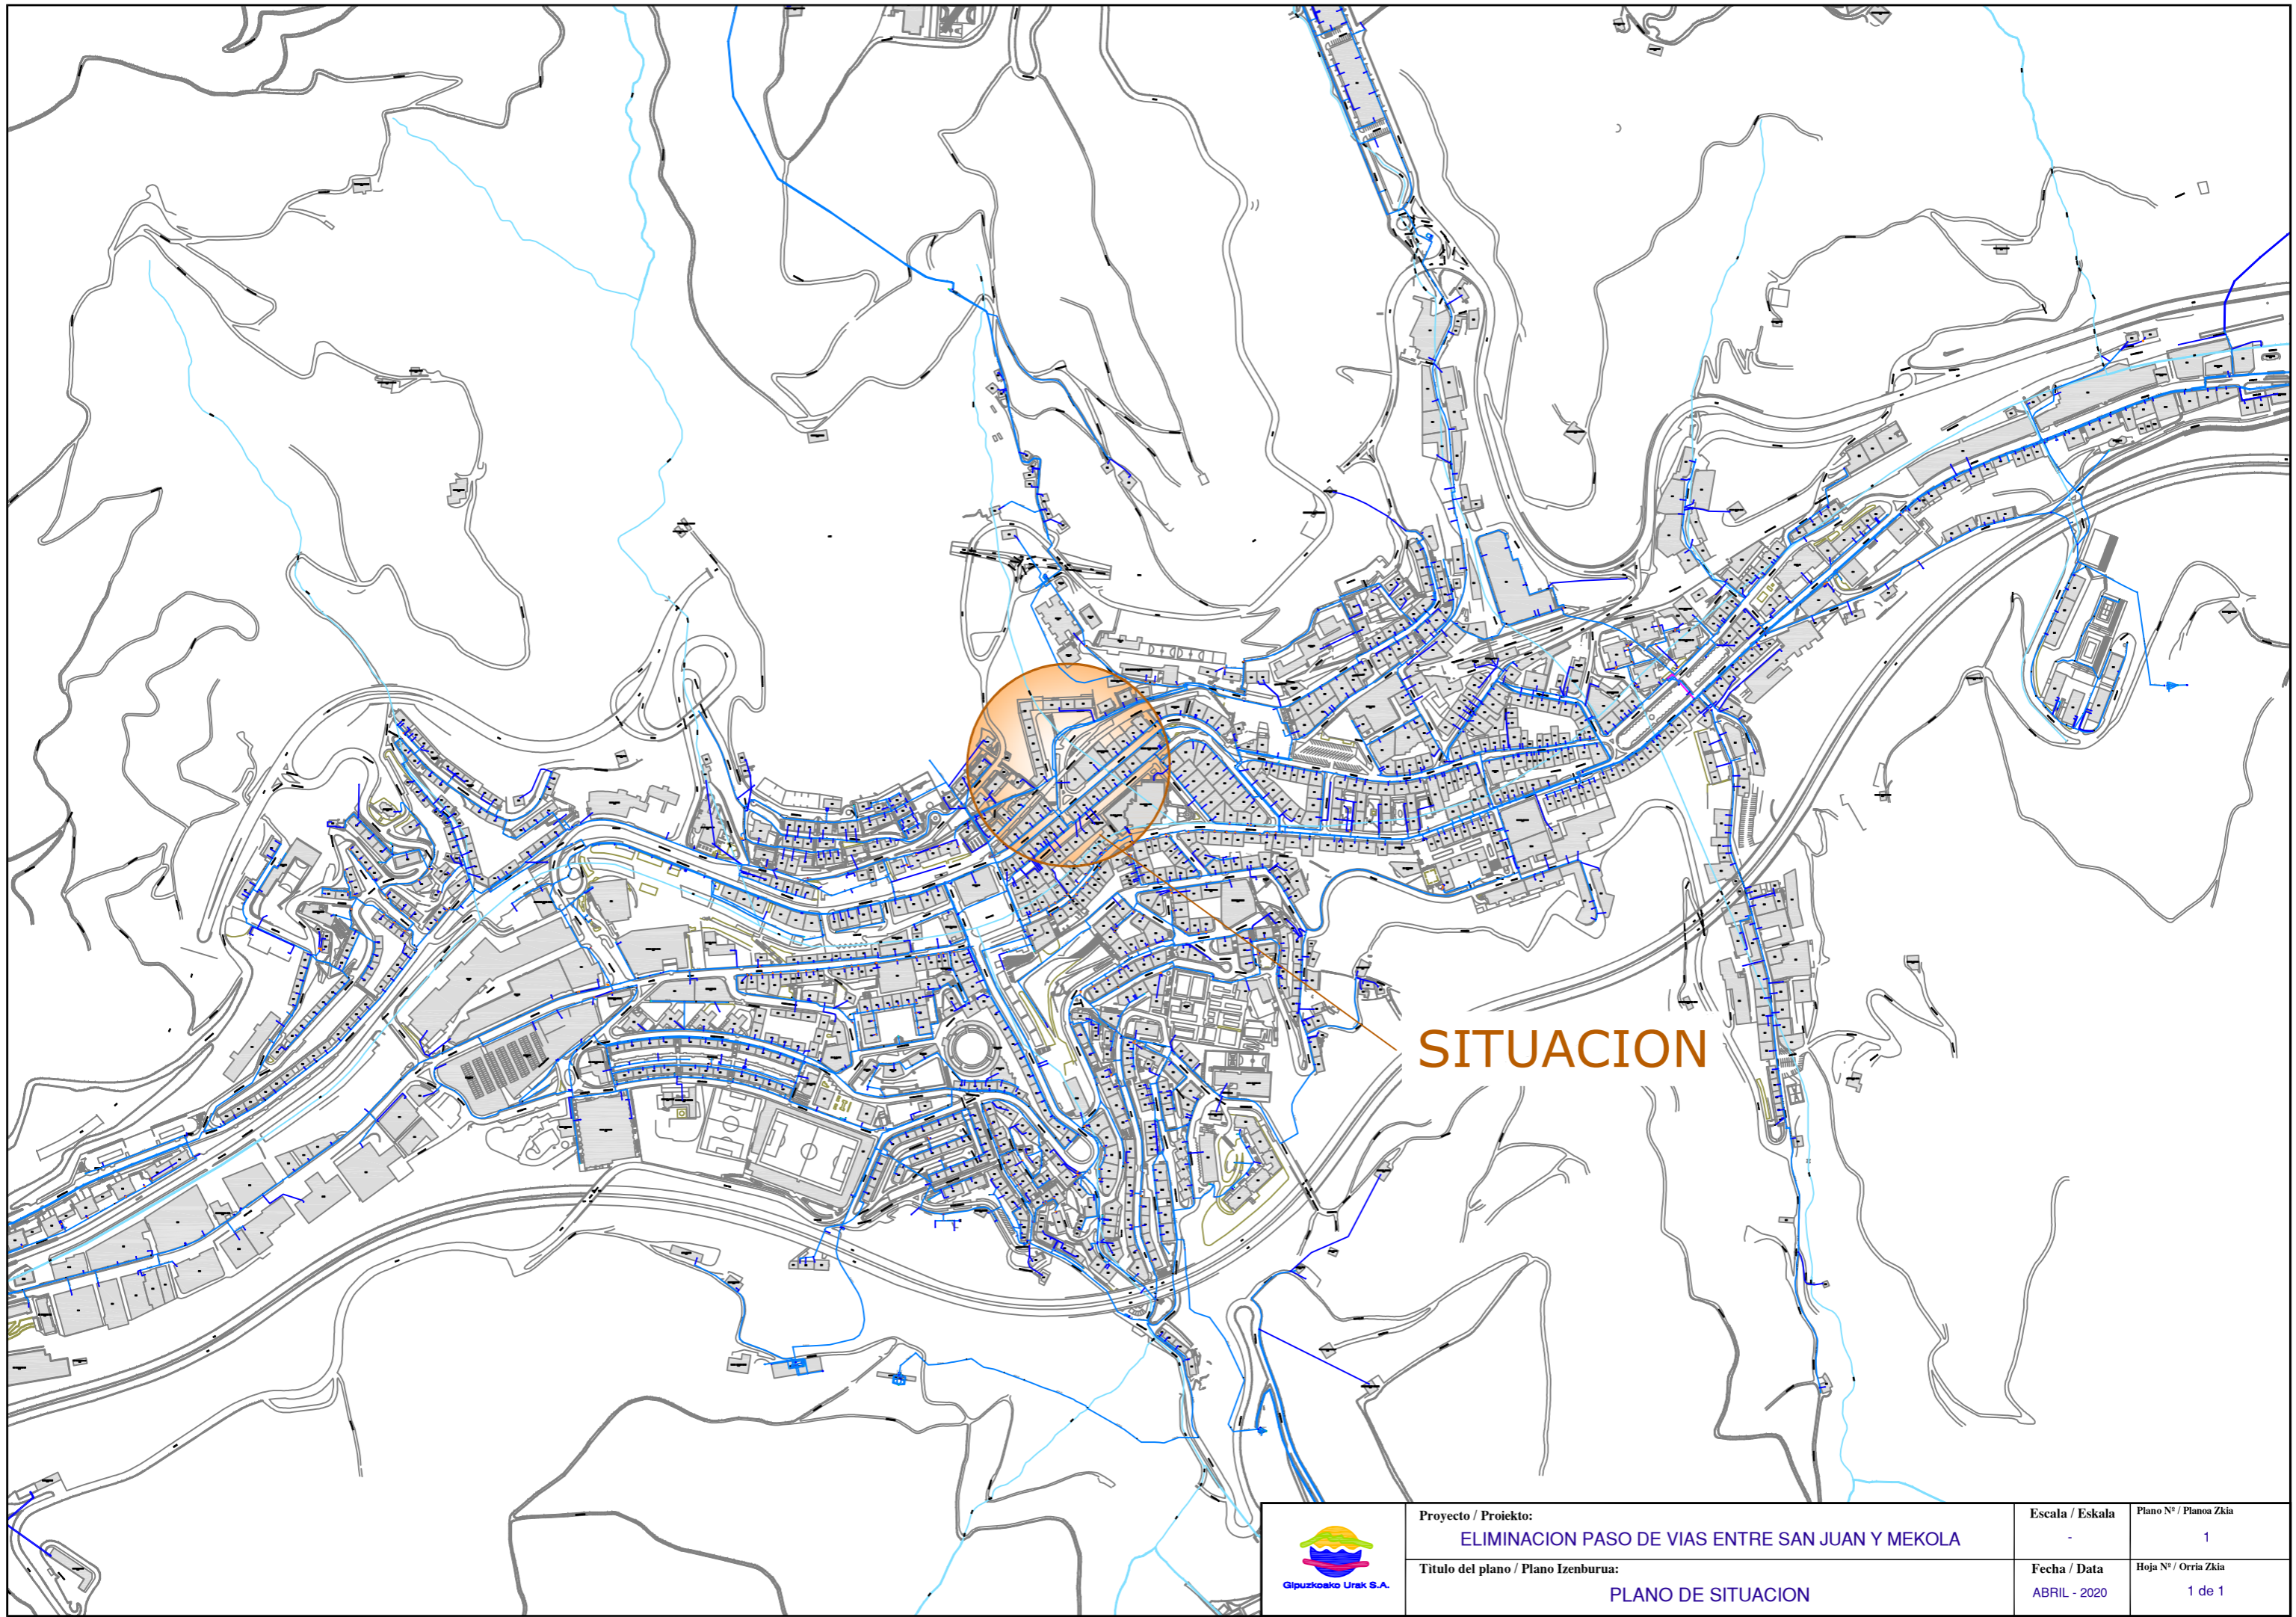 SITUACION
Gipuzkoako Urak S.A.
Proyecto / Proiekto:
ELIMINACION PASO DE VIAS ENTRE SAN JUAN Y MEKOLA
Titulo del plano / Plano Izenburua:
PLANO DE SITUACION
Escala / Eskala
-
Plano Nº / Planoa Zkia
1
Fecha / Data
ABRIL - 2020
Hoja Nº / Orria Zkia
1 de 1